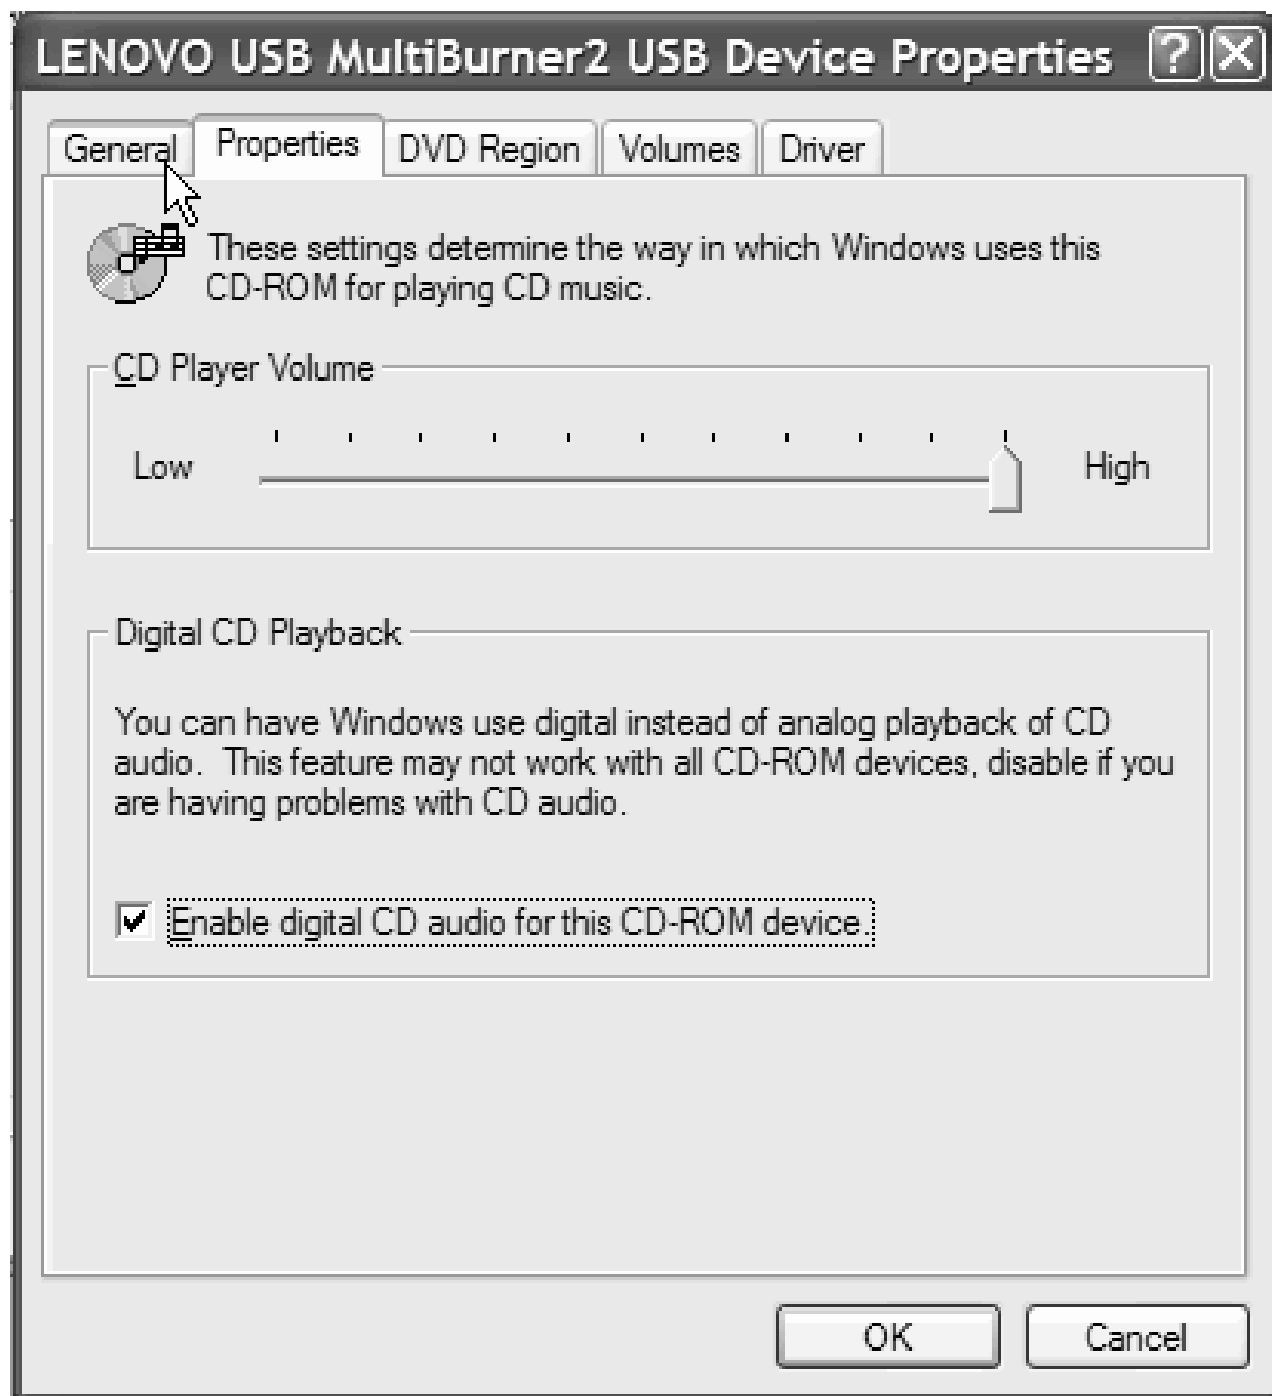 LENOVO USB MultiBurner2 USB Device Properties ? X
General Properties DVD Region Volumes Driver
These settings determine the way in which Windows uses this
CD-ROM for playing CD music.
CD Player Volume
Low High
Digital CD Playback
You can have Windows use digital instead of analog playback of CD
audio. This feature may not work with all CD-ROM devices, disable if you
are having problems with CD audio.
Enable digital CD audio for this CD-ROM device.
OK Cancel